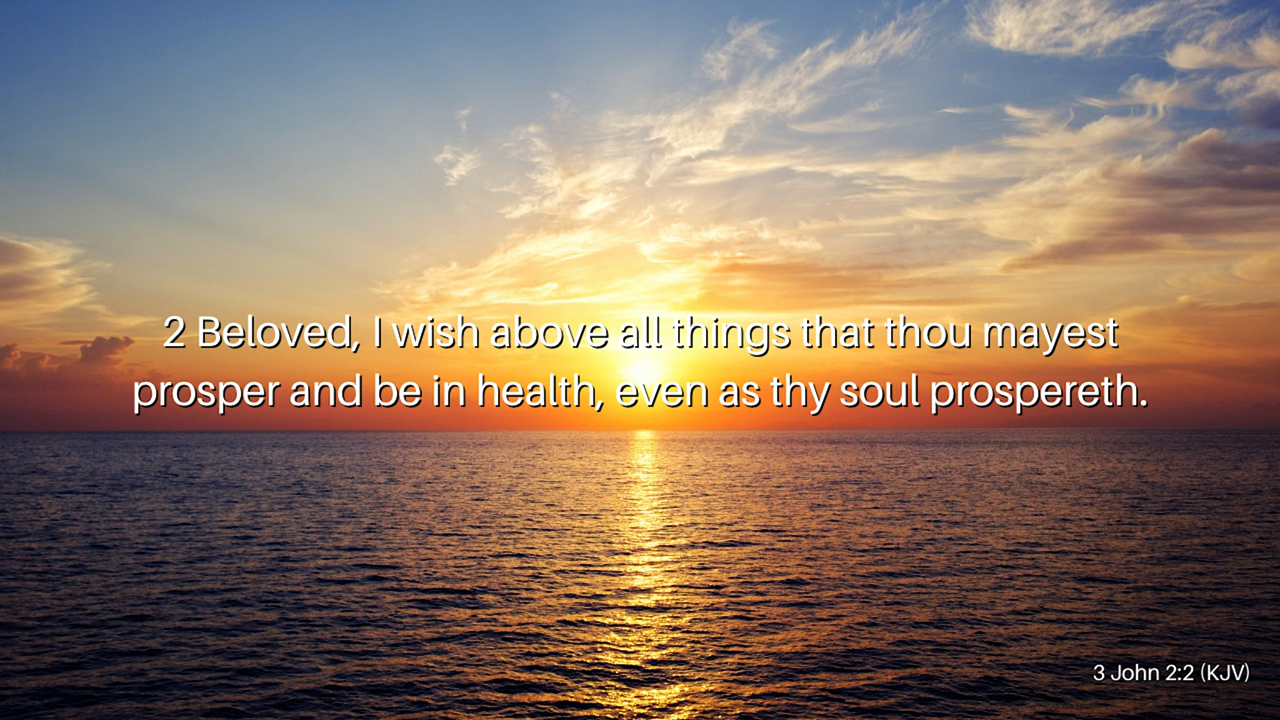 2 Beloved, I wish above all things that thou mayest
prosper and be in health, even as thy soul prospereth.
3 John 2:2 (KJV)